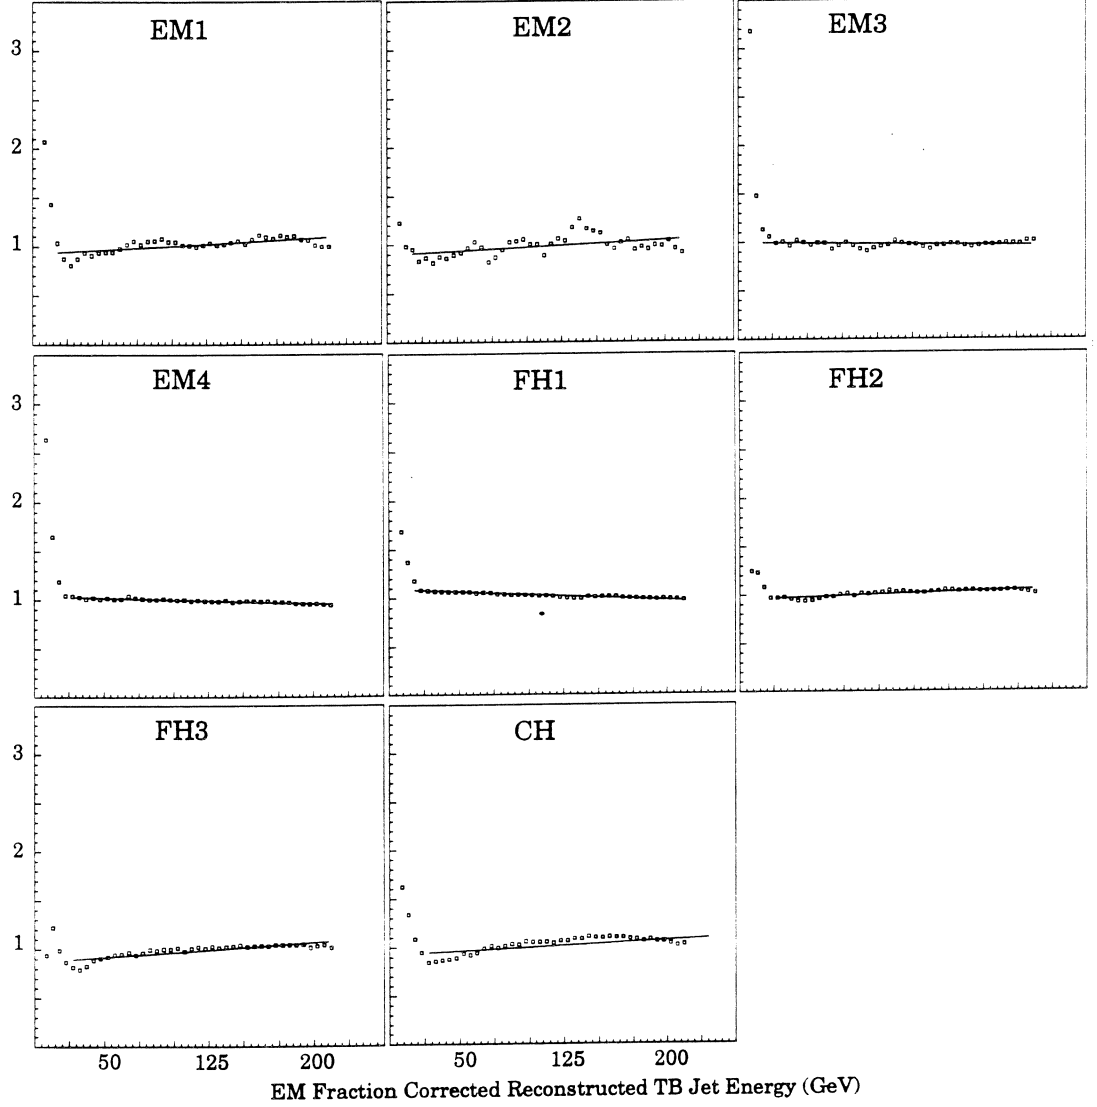 EM1 EM2 EM3
3
2
1
EM4 FH1 FH2
3
2
1
FH3 CH
3
2
1
50 125 200 50 125 200
EM Fraction Corrected Reconstructed TB Jet Energy (GeV)